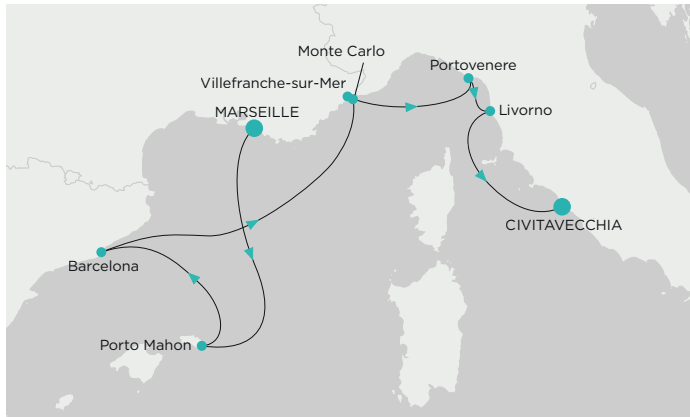 Monte Carlo
Portovenere
Villefranche-sur-Mer
MARSEILLE
Livorno
CIVITAVECCHIA
Barcelona
Porto Mahon